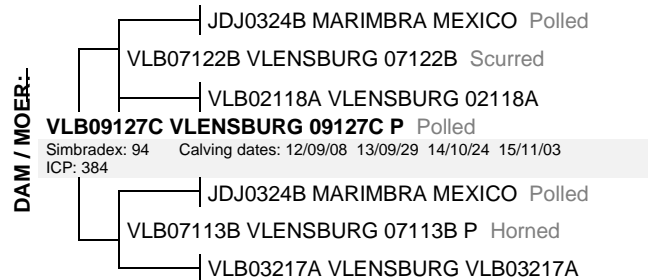 JDJ0324B MARIMBRA MEXICO Polled
VLB07122B VLENSBURG 07122B Scurred
VLB02118A VLENSBURG 02118A
DAM / MOER:
VLB09127C VLENSBURG 09127C P Polled
Simbradex: 94 Calving dates: 12/09/08 13/09/29 14/10/24 15/11/03
ICP: 384
JDJ0324B MARIMBRA MEXICO Polled
VLB07113B VLENSBURG 07113B P Horned
VLB03217A VLENSBURG VLB03217A